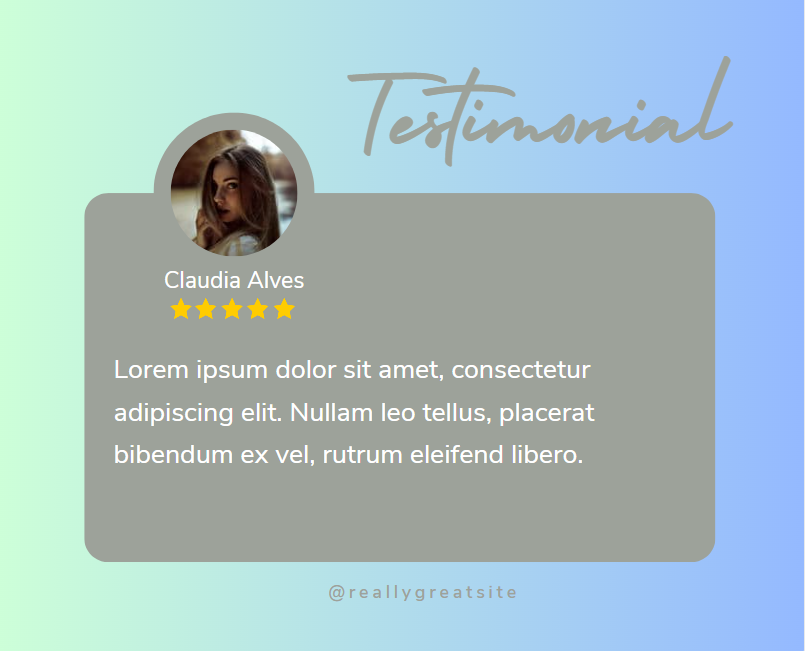 Testimonial
Claudia Alves
Lorem ipsum dolor sit amet, consectetur
adipiscing elit. Nullam leo tellus, placerat
bibendum ex vel, rutrum eleifend libero.
@reallygreatsite